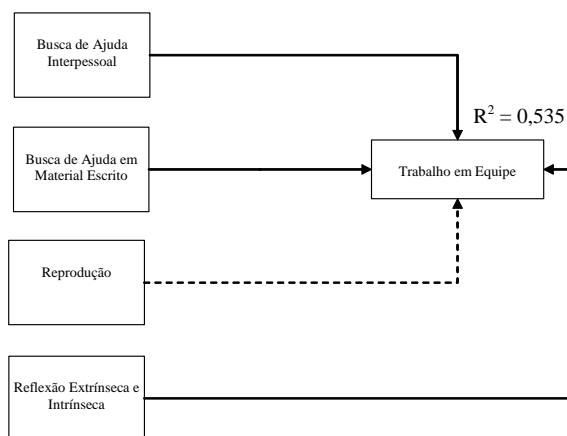 Busca de Ajuda
Interpessoal
R² = 0,535
Busca de Ajuda em
Material Escrito
Trabalho em Equipe
Reprodução
Reflexão Extrínseca e
Intrínseca